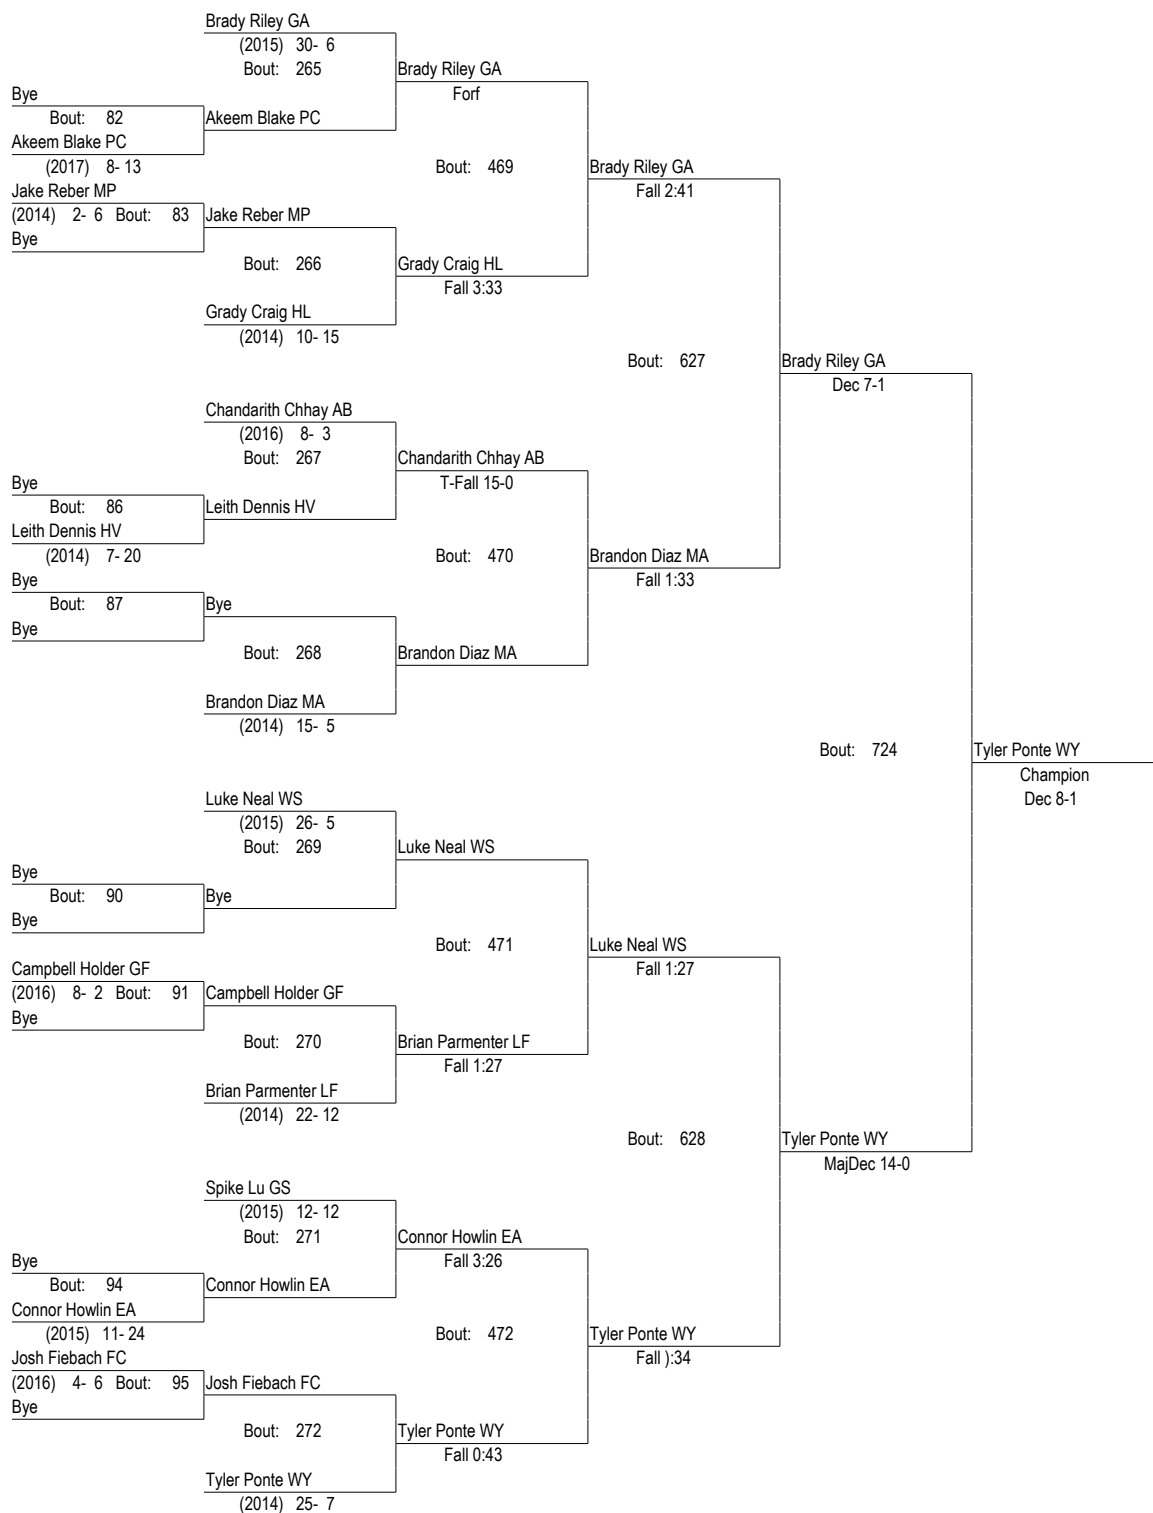 Brady Riley GA
(2015) 30- 6
Bout: 265 Brady Riley GA
Bye Forf
Bout: 82 Akeem Blake PC
Akeem Blake PC
(2017) 8- 13 Bout: 469 Brady Riley GA
Jake Reber MP Fall 2:41
(2014) 2- 6 Bout: 83 Jake Reber MP
Bye
Bout: 266 Grady Craig HL
Fall 3:33
Grady Craig HL
(2014) 10- 15
Bout: 627 Brady Riley GA
Dec 7-1
Chandarith Chhay AB
(2016) 8- 3
Bout: 267 Chandarith Chhay AB
Bye T-Fall 15-0
Bout: 86 Leith Dennis HV
Leith Dennis HV
(2014) 7- 20 Bout: 470 Brandon Diaz MA
Bye Fall 1:33
Bout: 87 Bye
Bye
Bout: 268 Brandon Diaz MA
Brandon Diaz MA
(2014) 15- 5
Bout: 724 Tyler Ponte WY
Champion
Luke Neal WS Dec 8-1
(2015) 26- 5
Bout: 269 Luke Neal WS
Bye
Bout: 90 Bye
Bye
Bout: 471 Luke Neal WS
Campbell Holder GF Fall 1:27
(2016) 8- 2 Bout: 91 Campbell Holder GF
Bye
Bout: 270 Brian Parmenter LF
Fall 1:27
Brian Parmenter LF
(2014) 22- 12
Bout: 628 Tyler Ponte WY
MajDec 14-0
Spike Lu GS
(2015) 12- 12
Bout: 271 Connor Howlin EA
Bye Fall 3:26
Bout: 94 Connor Howlin EA
Connor Howlin EA
(2015) 11- 24 Bout: 472 Tyler Ponte WY
Josh Fiebach FC Fall ):34
(2016) 4- 6 Bout: 95 Josh Fiebach FC
Bye
Bout: 272 Tyler Ponte WY
Fall 0:43
Tyler Ponte WY
(2014) 25- 7